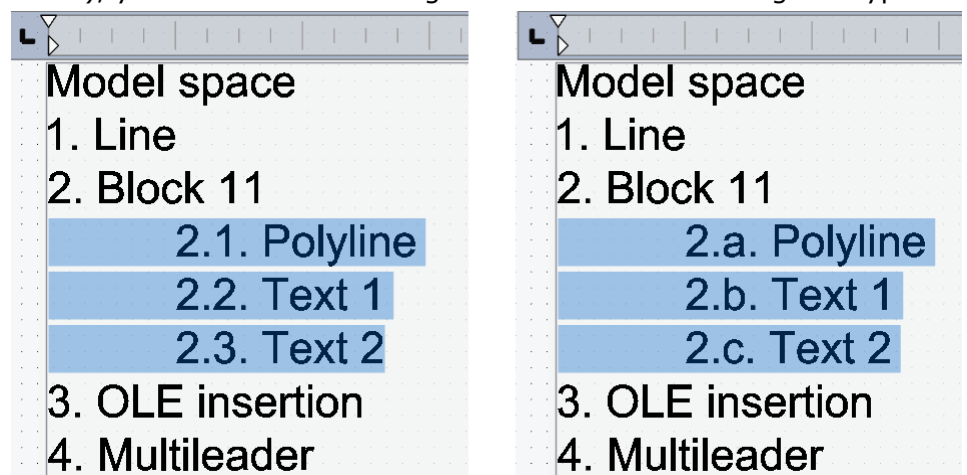 Model space
1. Line
2. Block 11
2.1. Polyline
2.2. Text 1
2.3. Text 2
3. OLE insertion
4. Multileader
Model space
1. Line
2. Block 11
2.a. Polyline
2.b. Text 1
2.c. Text 2
3. OLE insertion
4. Multileader